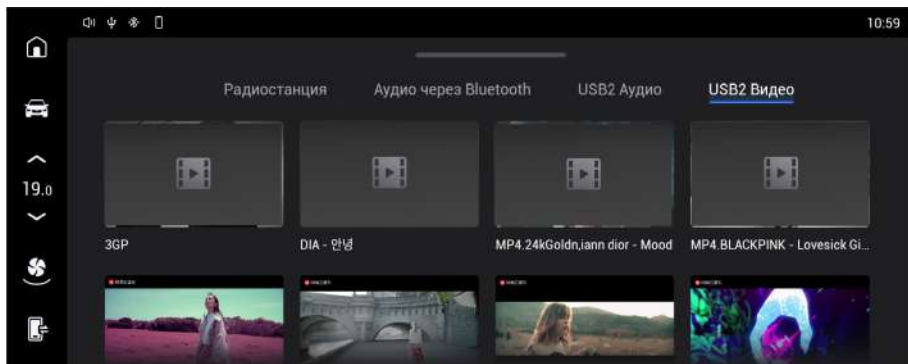 10:59
Радиостанция Аудио через Bluetooth USB2 Аудио USB2 Видео
19.0
3GP DIA - 안녕 MP4.24kGoldn,iann dior - Mood MP4.BLACKPINK - Lovesick Gi...